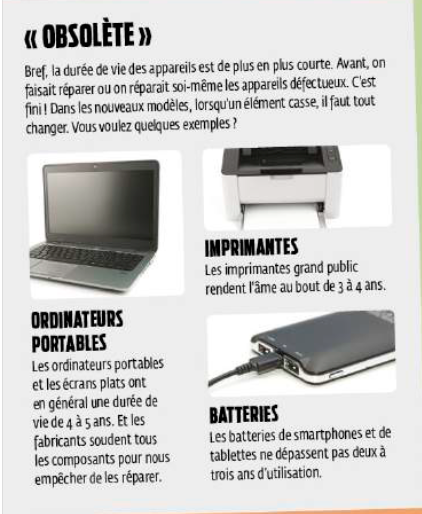 « OBSOLÈTE »
Bref, la durée de vie des appareils est de plus en plus courte. Avant, on
faisait réparer ou on réparait soi-même les appareils défectueux. C'est
fini ! Dans les nouveaux modèles, lorsqu'un élément casse, il faut tout
changer. Vous voulez quelques exemples ?
IMPRIMANTES
Les imprimantes grand public
rendent l'âme au bout de 3 à 4 ans.
ORDINATEURS
PORTABLES
Les ordinateurs portables
et les écrans plats ont
en général une durée de
vie de 4 à 5 ans. Et les
fabricants soudent tous
les composants pour nous
empêcher de les réparer.
BATTERIES
Les batteries de smartphones et de
tablettes ne dépassent pas deux à
trois ans d'utilisation.